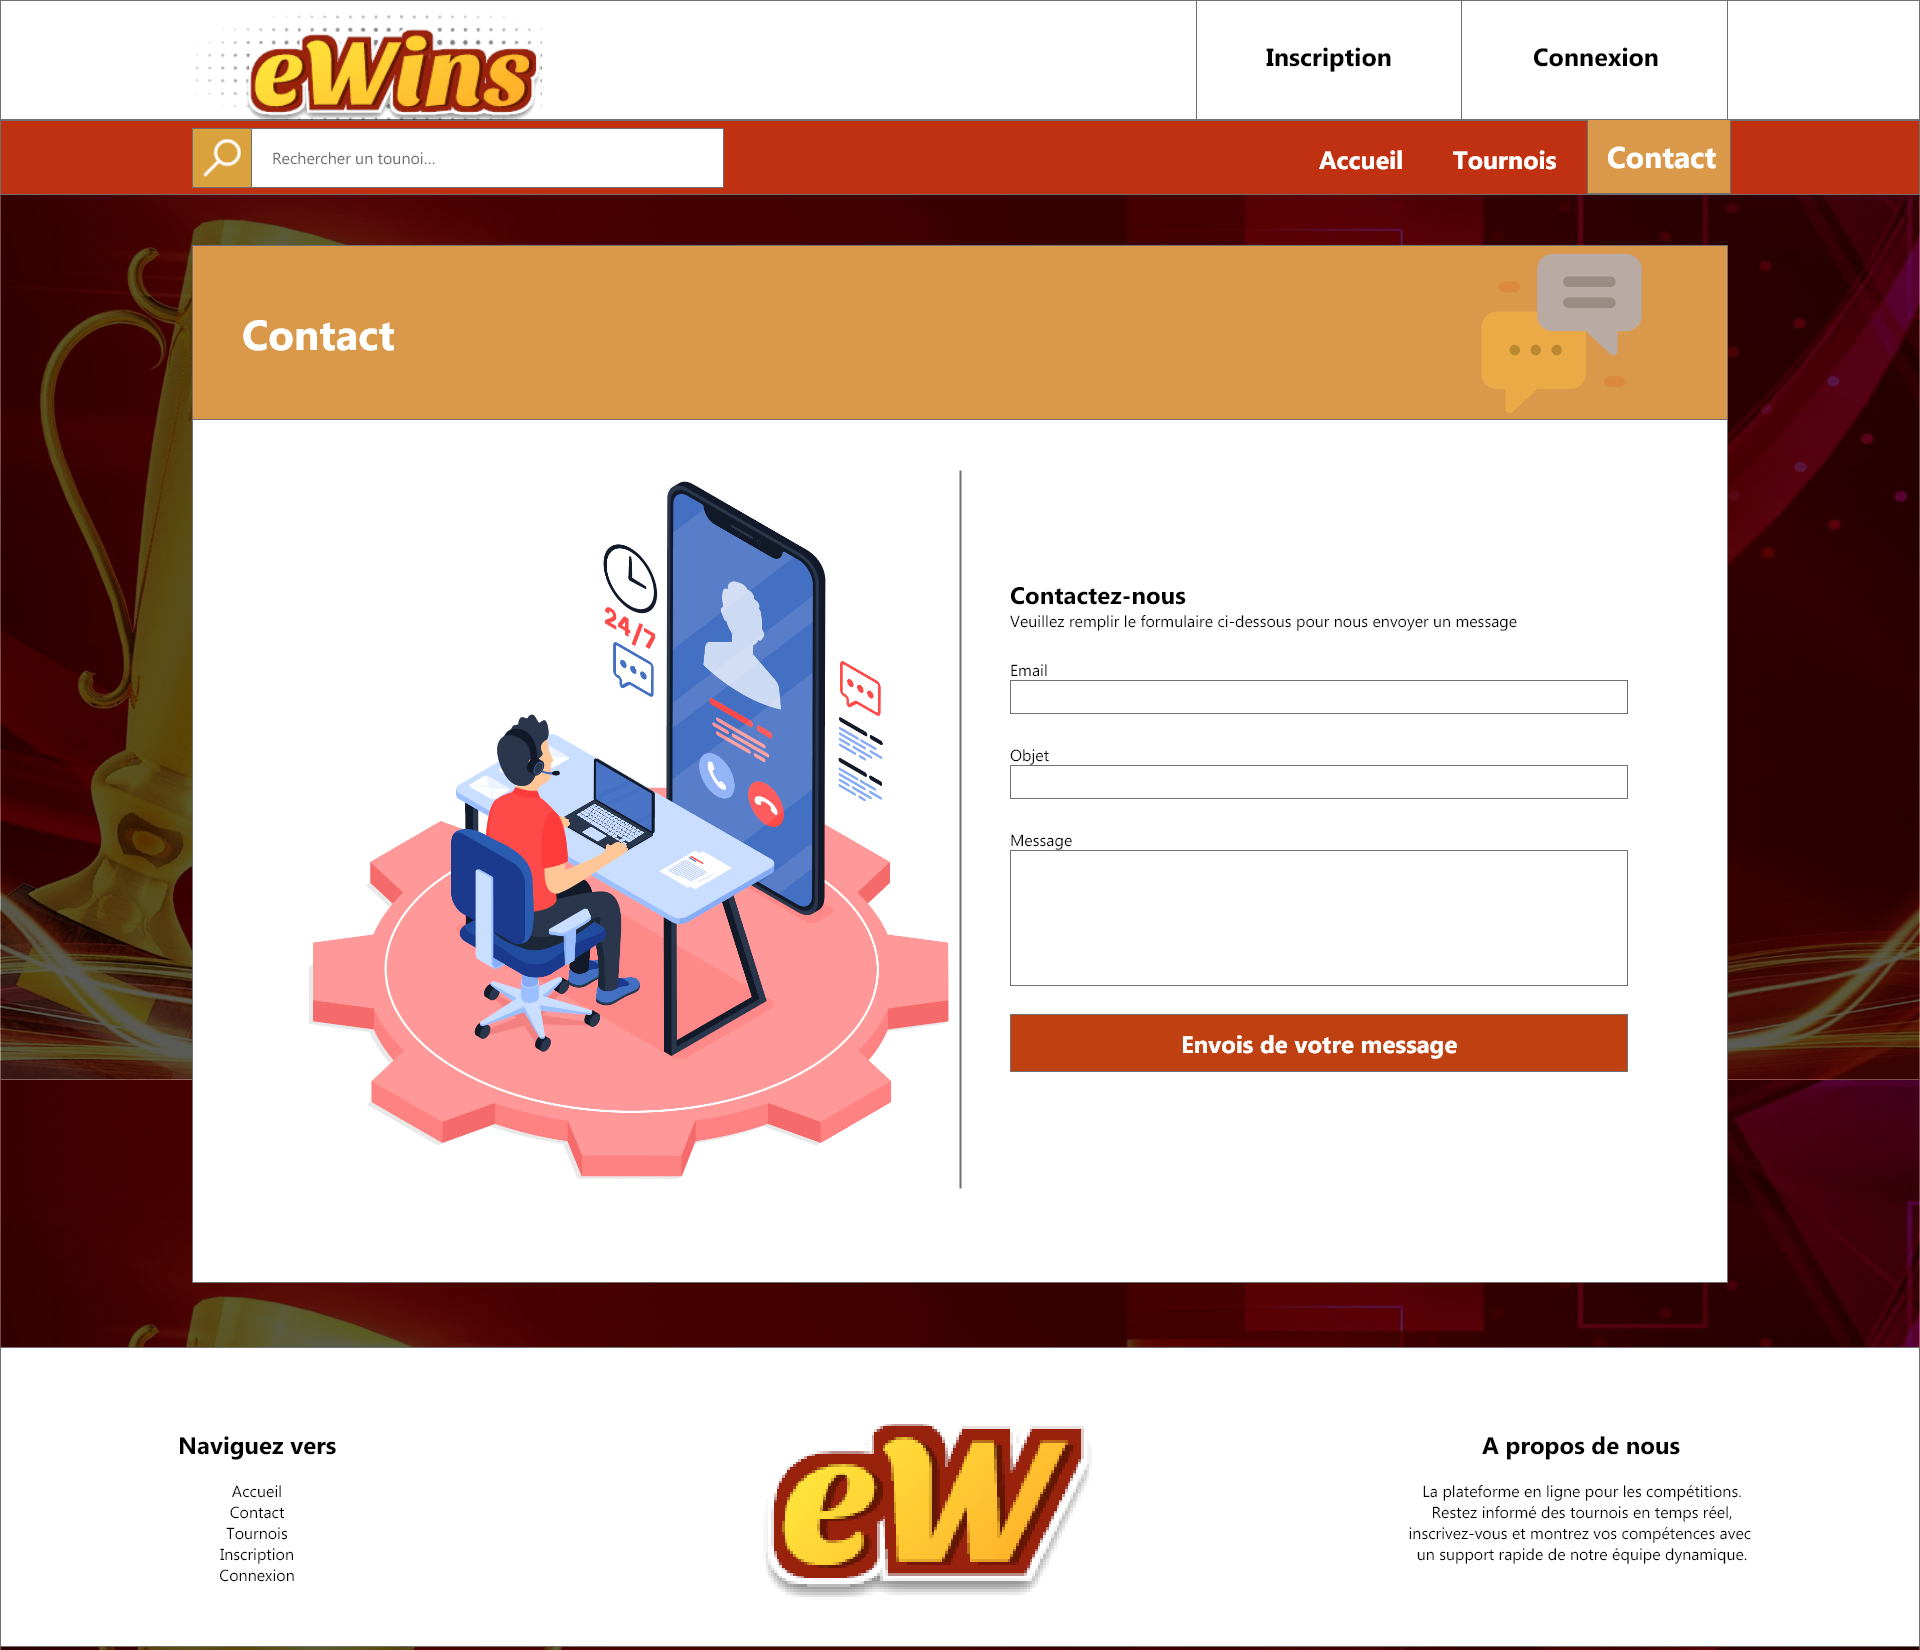 eWins
Inscription
Connexion
Rechercher un tounoi...
Accueil
Tournois
Contact
Contact
24/7
Contactez-nous
Veuillez remplir le formulaire ci-dessous pour nous envoyer un message
Email
Objet
Message
Envois de votre message
Naviguez vers
Accueil
Contact
Tournois
Inscription
Connexion
eW
A propos de nous
La plateforme en ligne pour les compétitions.
Restez informé des tournois en temps réel,
inscrivez-vous et montrez vos compétences avec
un support rapide de notre équipe dynamique.